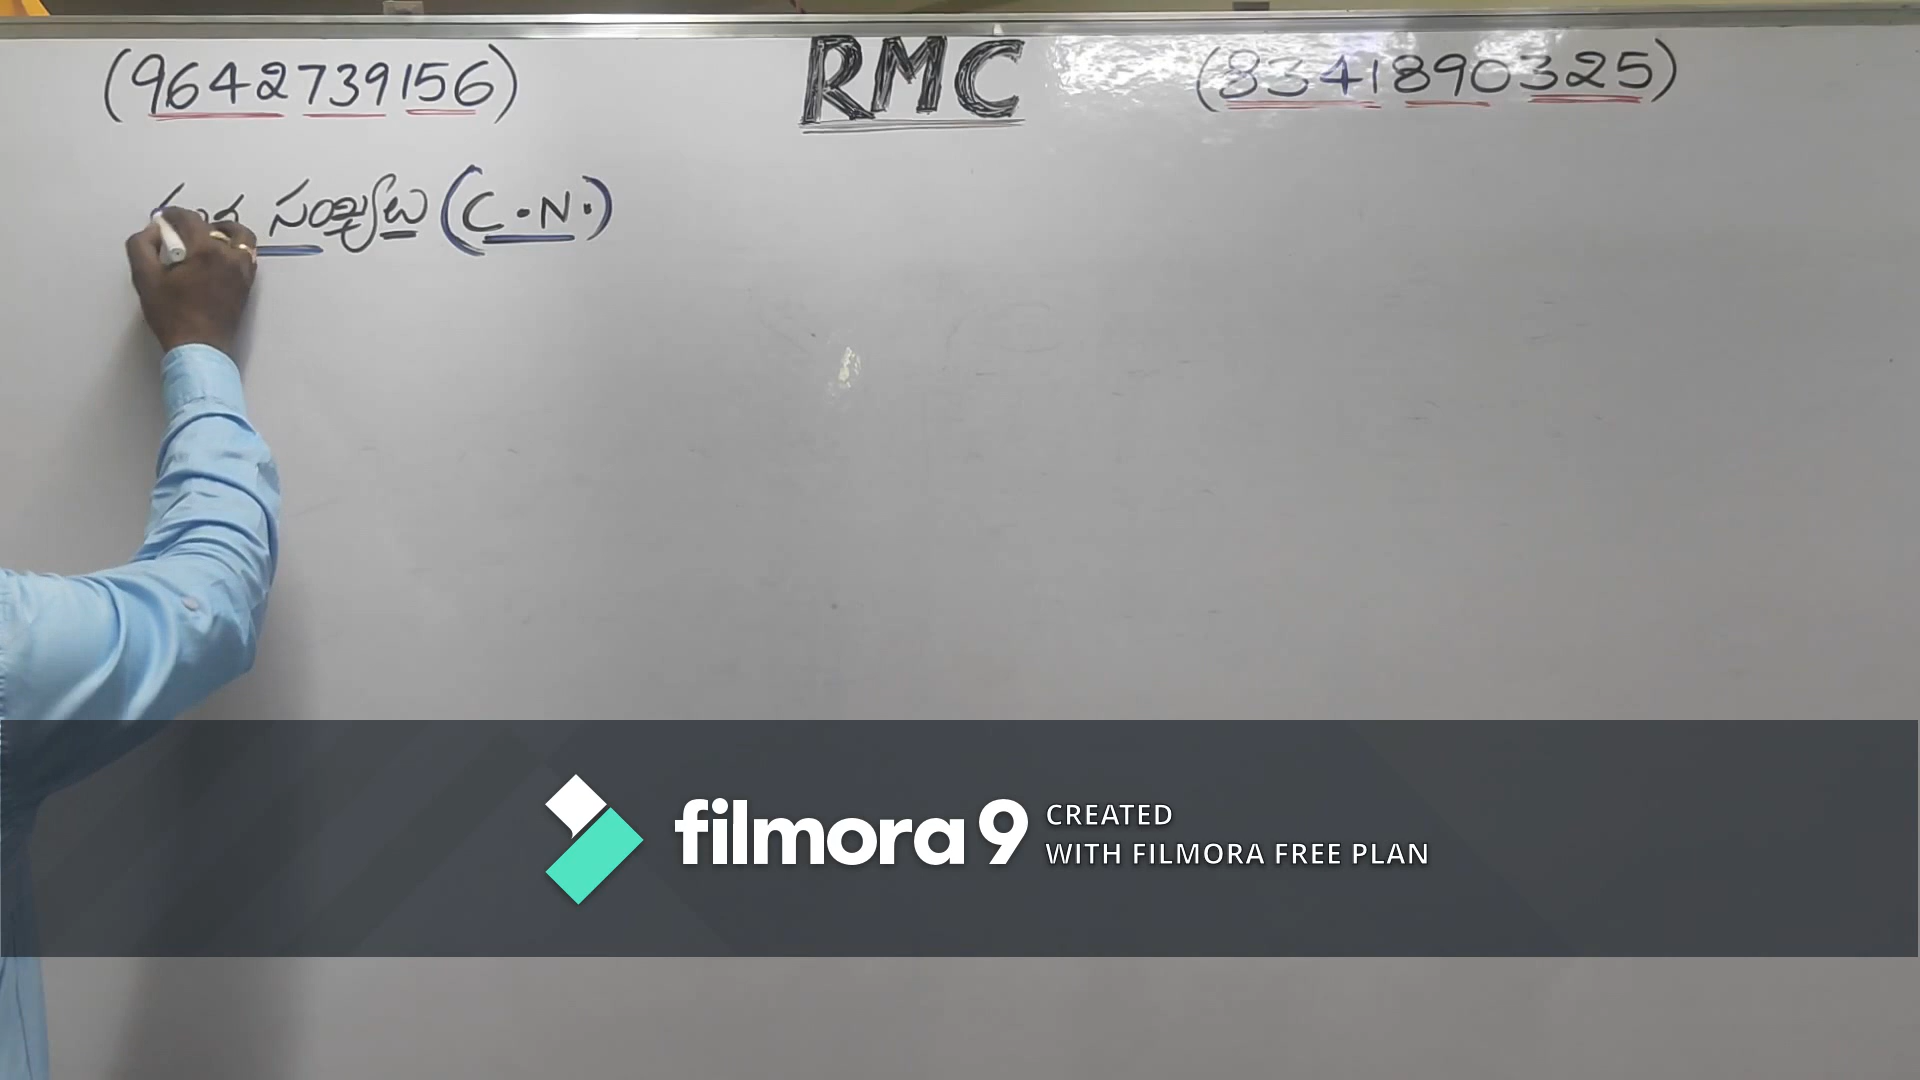 (9642739156) RMC (8341890325)
సంఖ్యలు (C.N.)
filmora 9 CREATED
WITH FILMORA FREE PLAN